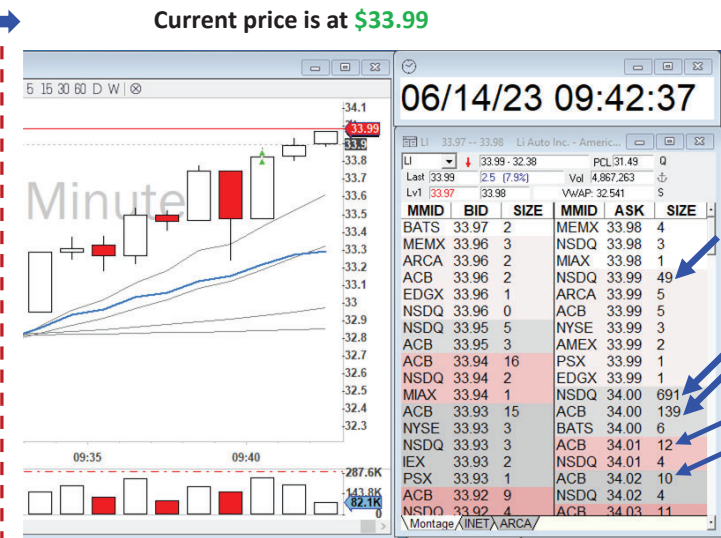 Current price is at $33.99
5 15 30 60 D W
Minute
34.1
33.99
33.9
33.8
33.7
33.6
33.5
33.4
33.3
33.2
33.1
33
32.9
32.8
32.7
32.6
32.5
32.4
32.3
09:35 09:40
287.6K
143.8K
82.1K
0
06/14/23 09:42:37
LI 33.97 -- 33.98 Li Auto Inc. - Americ...
LI 33.99 - 32.38 PCL 31.49 Q
Last 33.99 2.5 (7.9%) Vol 4,867,263
Lv1 33.97 33.98 VWAP: 32.541 S
MMID BID SIZE MMID ASK SIZE
BATS 33.97 2 MEMX 33.98 4
MEMX 33.96 3 NSDQ 33.98 3
ARCA 33.96 2 MIAX 33.98 1
ACB 33.96 2 NSDQ 33.99 49
EDGX 33.96 1 ARCA 33.99 5
NSDQ 33.96 0 ACB 33.99 5
NSDQ 33.95 5 NYSE 33.99 3
ACB 33.95 3 AMEX 33.99 2
ACB 33.94 16 PSX 33.99 1
NSDQ 33.94 2 EDGX 33.99 1
MIAX 33.94 1 NSDQ 34.00 691
ACB 33.93 15 ACB 34.00 139
NYSE 33.93 3 BATS 34.00 6
NSDQ 33.93 3 ACB 34.01 12
IEX 33.93 2 NSDQ 34.01 4
PSX 33.93 1 ACB 34.02 10
ACB 33.92 9 NSDQ 34.02 4
NSDQ 33.92 4 ACB 34.03 11
Montage INET ARCA